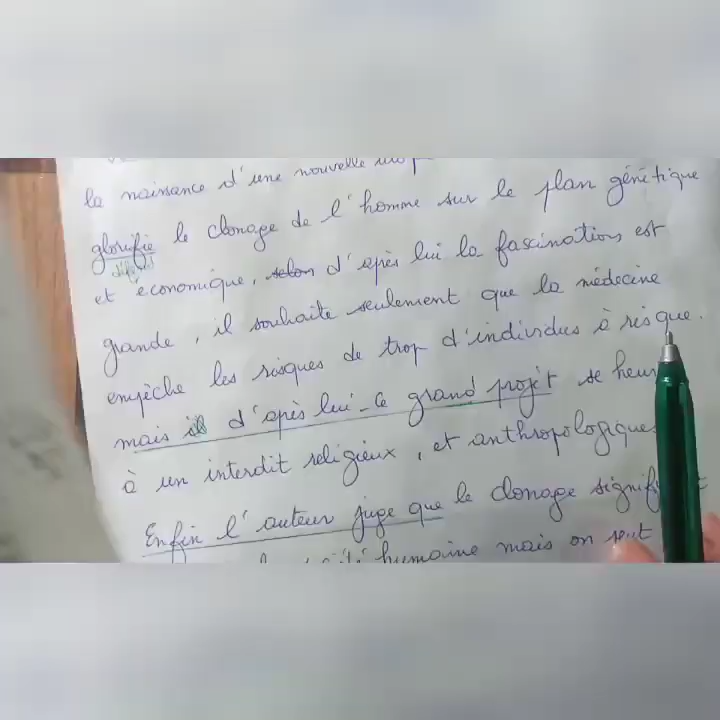 la naissance d'une nouvelle
glorifie le clonage de l'homme sur le plan génétique
et économique, selon d'après lui la fascination est
grande, il souhaite seulement que la médecine
empêche les risques de trop d'individus à risque.
mais il d'après lui - ce grand projet se heur
à un interdit religieux, et anthropologique
Enfin l'auteur juge que le clonage signif
humaine mais on peut